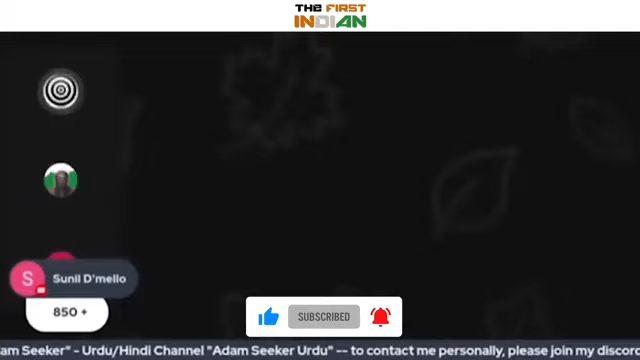 THE FIRST
INDIAN
S Sunil D'mello
850 +
SUBSCRIBED
am Seeker" - Urdu/Hindi Channel "Adam Seeker Urdu" -- to contact me personally, please join my discor